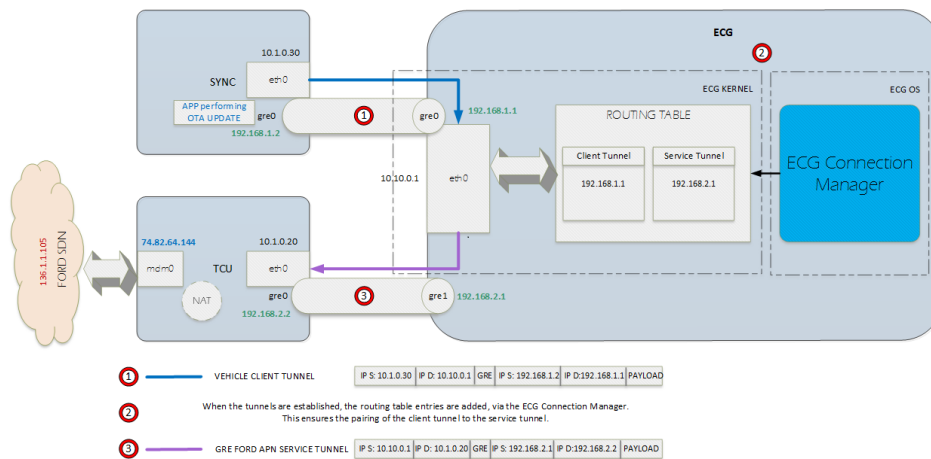 ECG
2
10.1.0.30
SYNC
eth0
APP performing
OTA UPDATE
gre0
192.168.1.2
1
gre0
192.168.1.1
ECG KERNEL
ECG OS
ROUTING TABLE
Client Tunnel
Service Tunnel
192.168.1.1
192.168.2.1
ECG Connection
Manager
10.10.0.1
eth0
136.1.1.105
FORD SDN
74.82.64.144
mdm0
TCU
10.1.0.20
eth0
NAT
gre0
192.168.2.2
3
gre1
192.168.2.1
1
VEHICLE CLIENT TUNNEL
IP S: 10.1.0.30 IP D: 10.10.0.1 GRE IP S: 192.168.1.2 IP D:192.168.1.1 PAYLOAD
2
When the tunnels are established, the routing table entries are added, via the ECG Connection Manager.
This ensures the pairing of the client tunnel to the service tunnel.
3
GRE FORD APN SERVICE TUNNEL
IP S: 10.10.0.1 IP D: 10.1.0.20 GRE IP S: 192.168.2.1 IP D:192.168.2.2 PAYLOAD